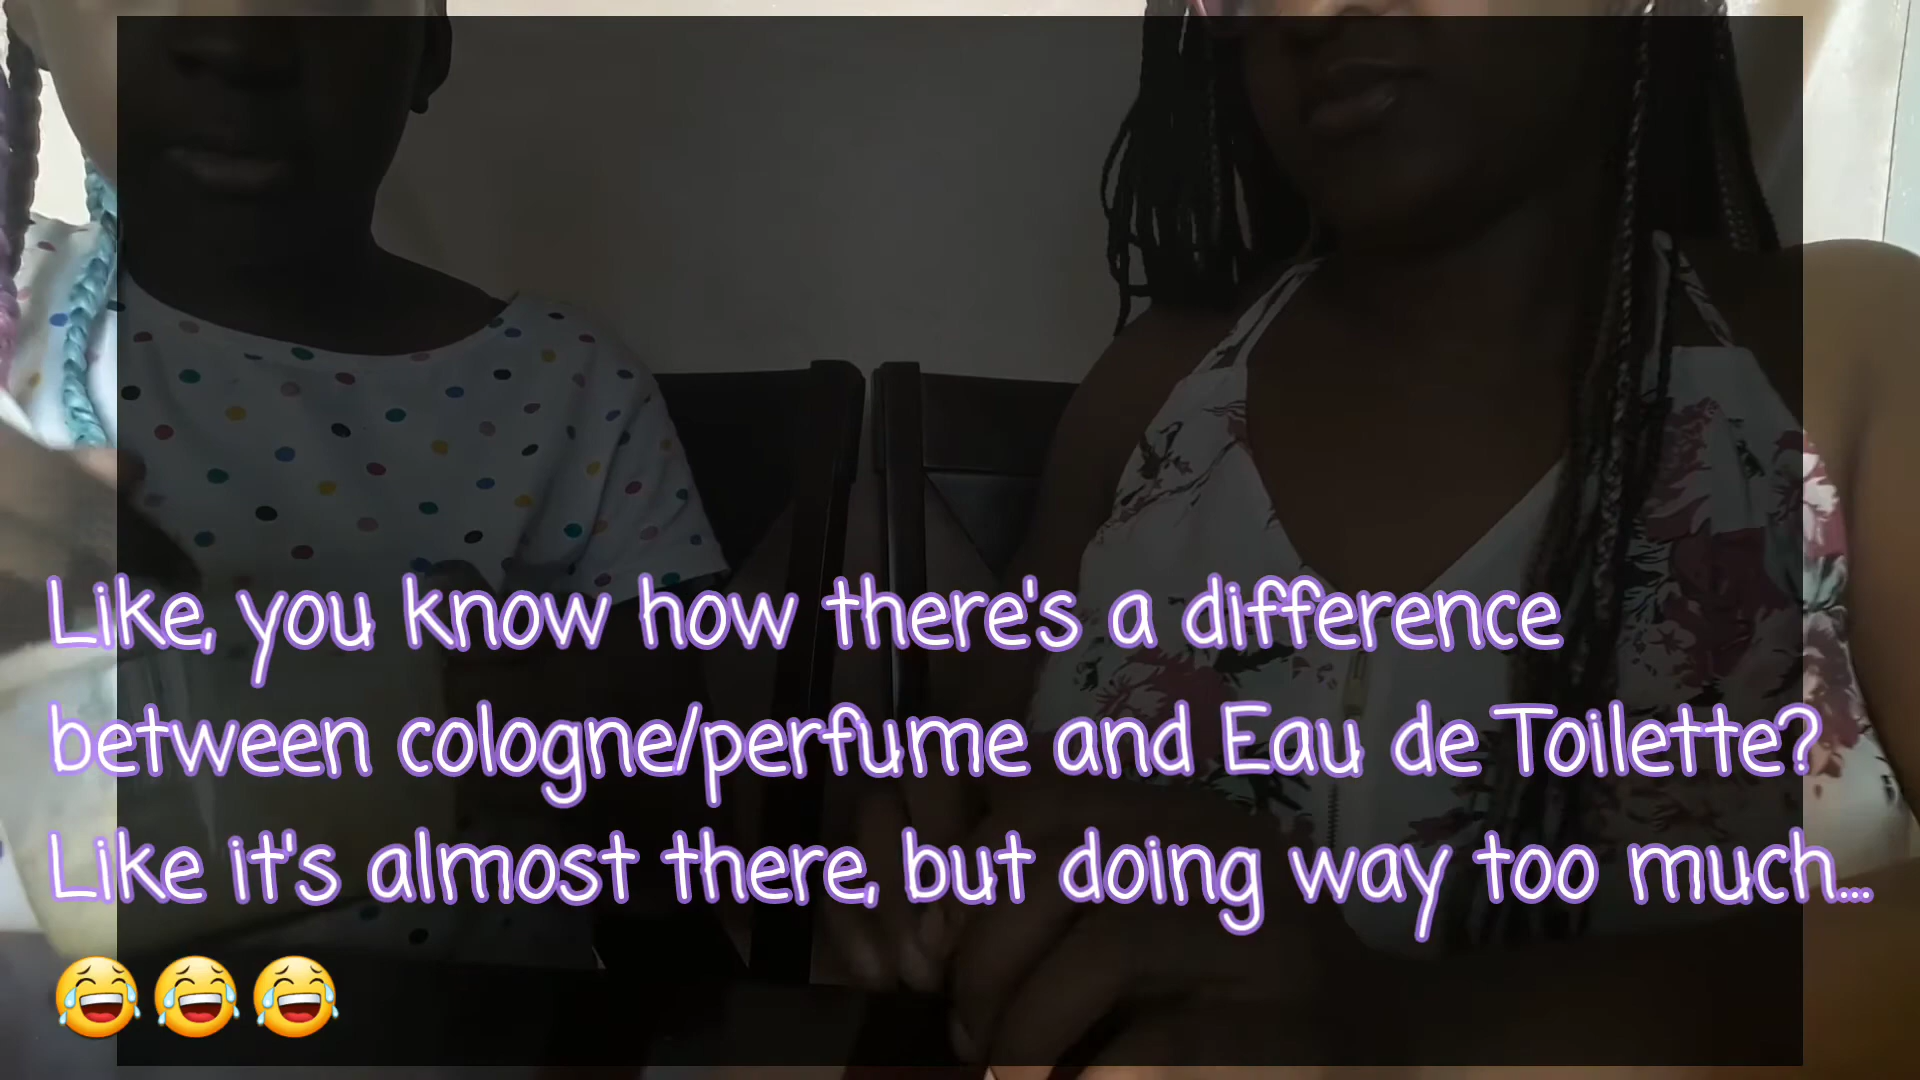 Like, you know how there's a difference
between cologne/perfume and Eau de Toilette?
Like it's almost there, but doing way too much...
😂😂😂